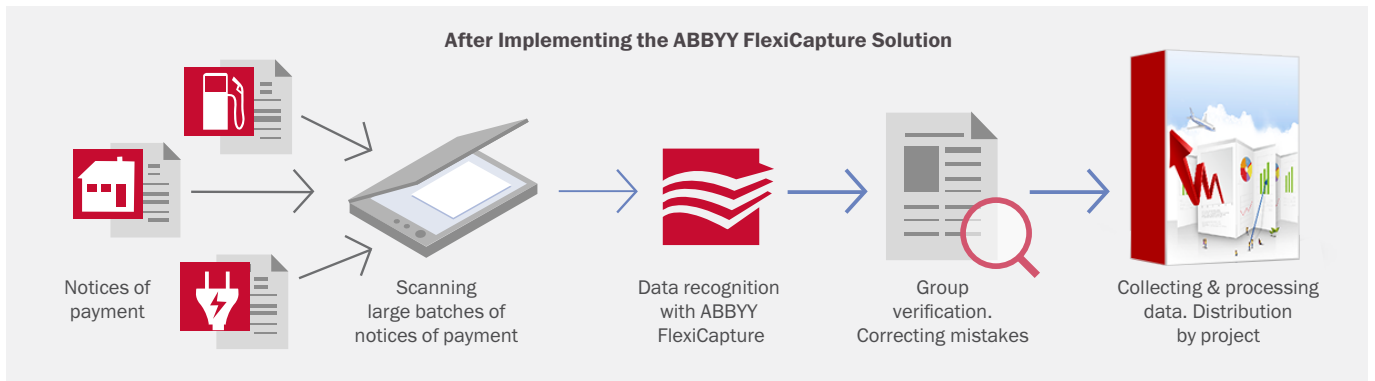 After Implementing the ABBYY FlexiCapture Solution
Notices of
payment
Scanning
large batches of
notices of payment
Data recognition
with ABBYY
FlexiCapture
Group
verification.
Correcting mistakes
Collecting & processing
data. Distribution
by project